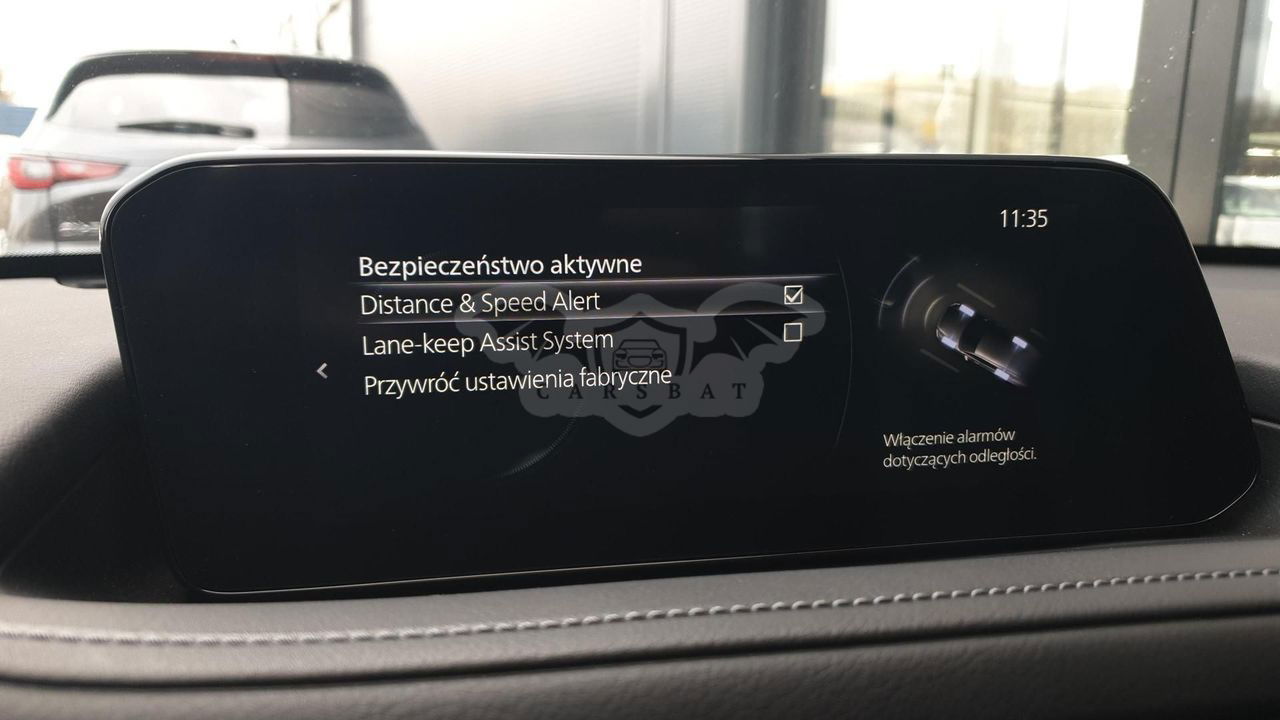 11:35
Bezpieczeństwo aktywne
Distance & Speed Alert
Lane-keep Assist System
Przywróć ustawienia fabryczne
CARSBAT
Włączenie alarmów
dotyczących odległości.